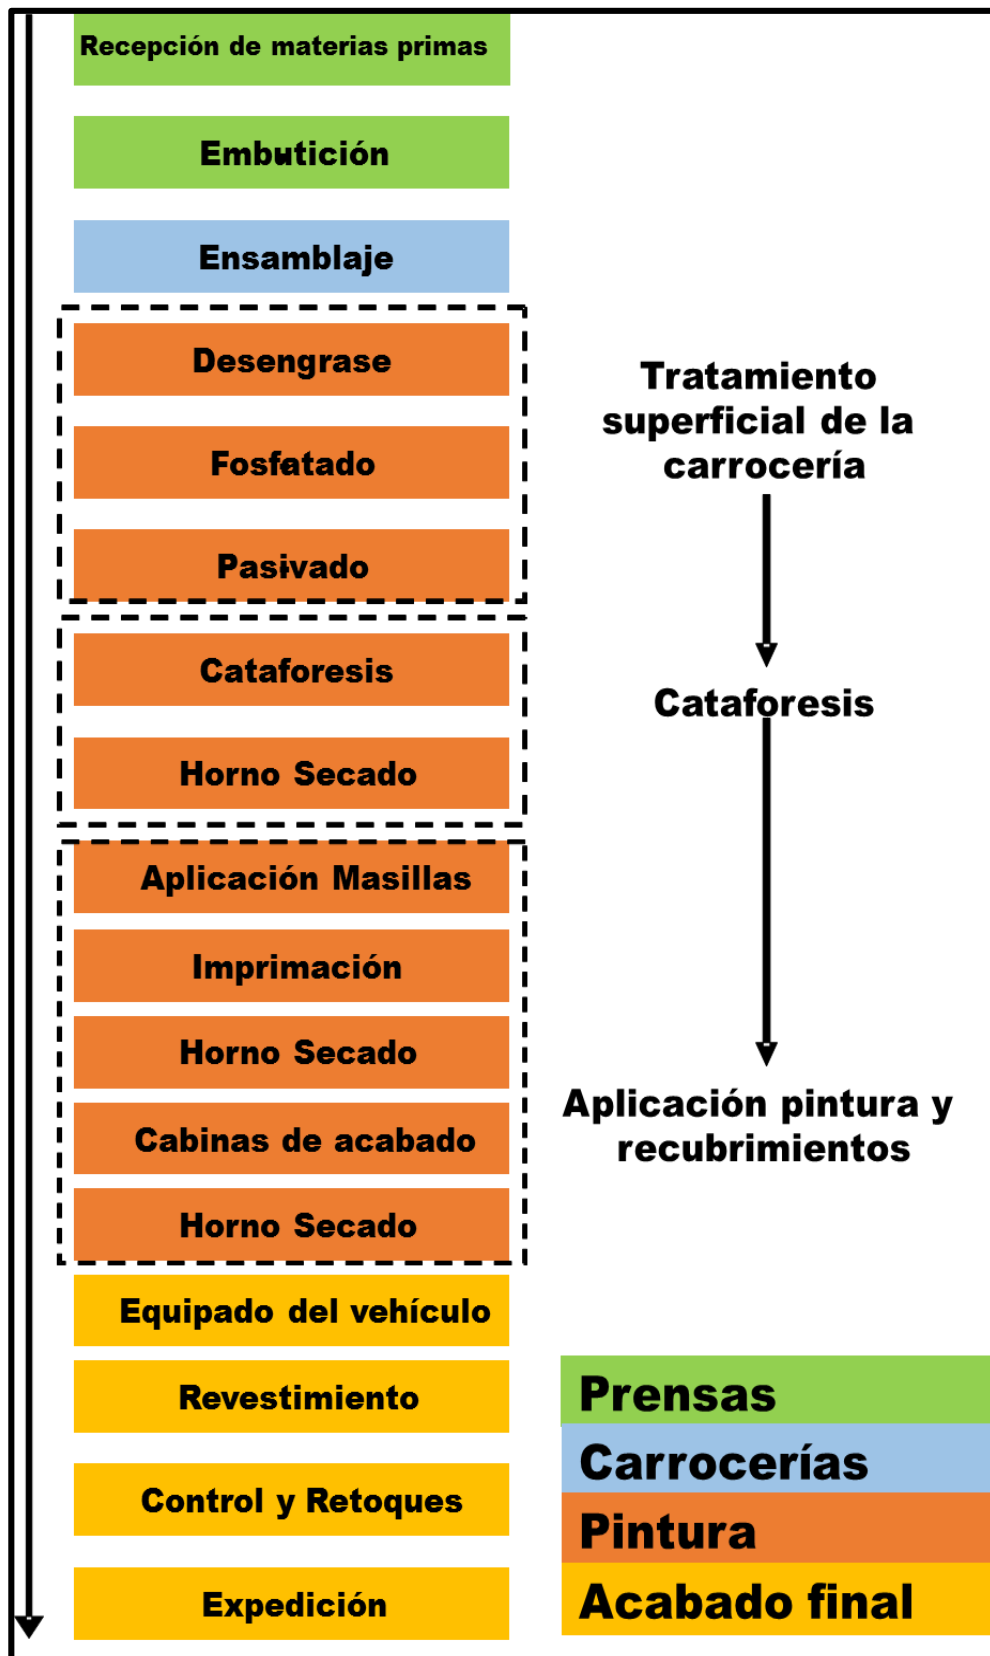 Recepción de materias primas
Embutición
Ensamblaje
Desengrase
Fosfatado
Pasivado
Cataforesis
Horno Secado
Aplicación Masillas
Imprimación
Horno Secado
Cabinas de acabado
Horno Secado
Equipado del vehículo
Revestimiento
Control y Retoques
Expedición
Tratamiento
superficial de la
carrocería
Cataforesis
Aplicación pintura y
recubrimientos
Prensas
Carrocerías
Pintura
Acabado final